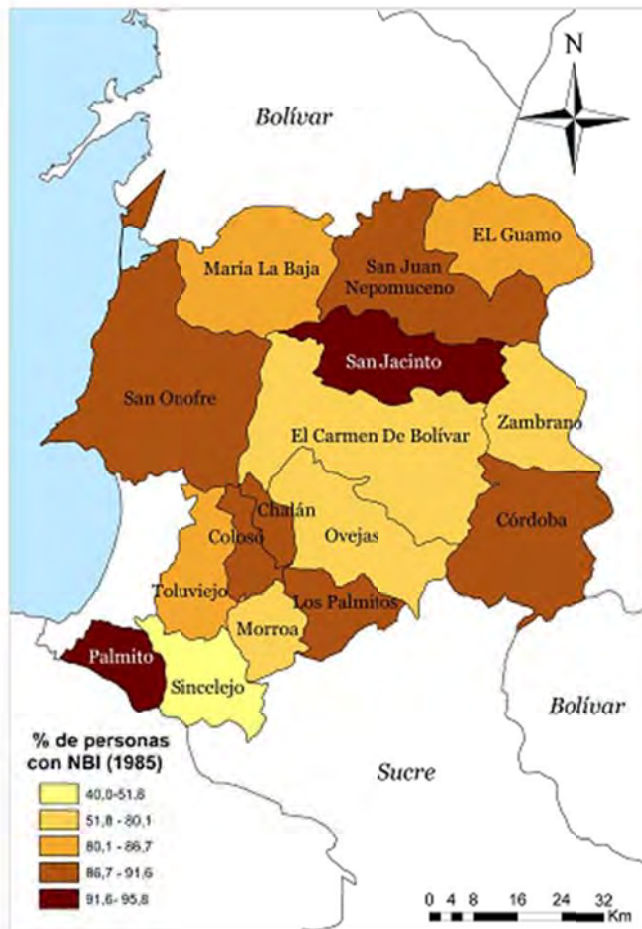 N
Bolívar
EL Guamo
María La Baja
San Juan
Nepomuceno
San Jacinto
San Onofre
Zambrano
El Carmen De Bolívar
Chalán
Córdoba
Colosó
Ovejas
Toluviejo
Los Palmitos
Morroa
Palmito
Sincelejo
Bolívar
% de personas
con NBI (1985)
Sucre
40,0-51,8
51,8 - 80,1
80,1 - 86,7
86,7 - 91,6
91,6- 95,8
0 4 8 16 24 32
Km